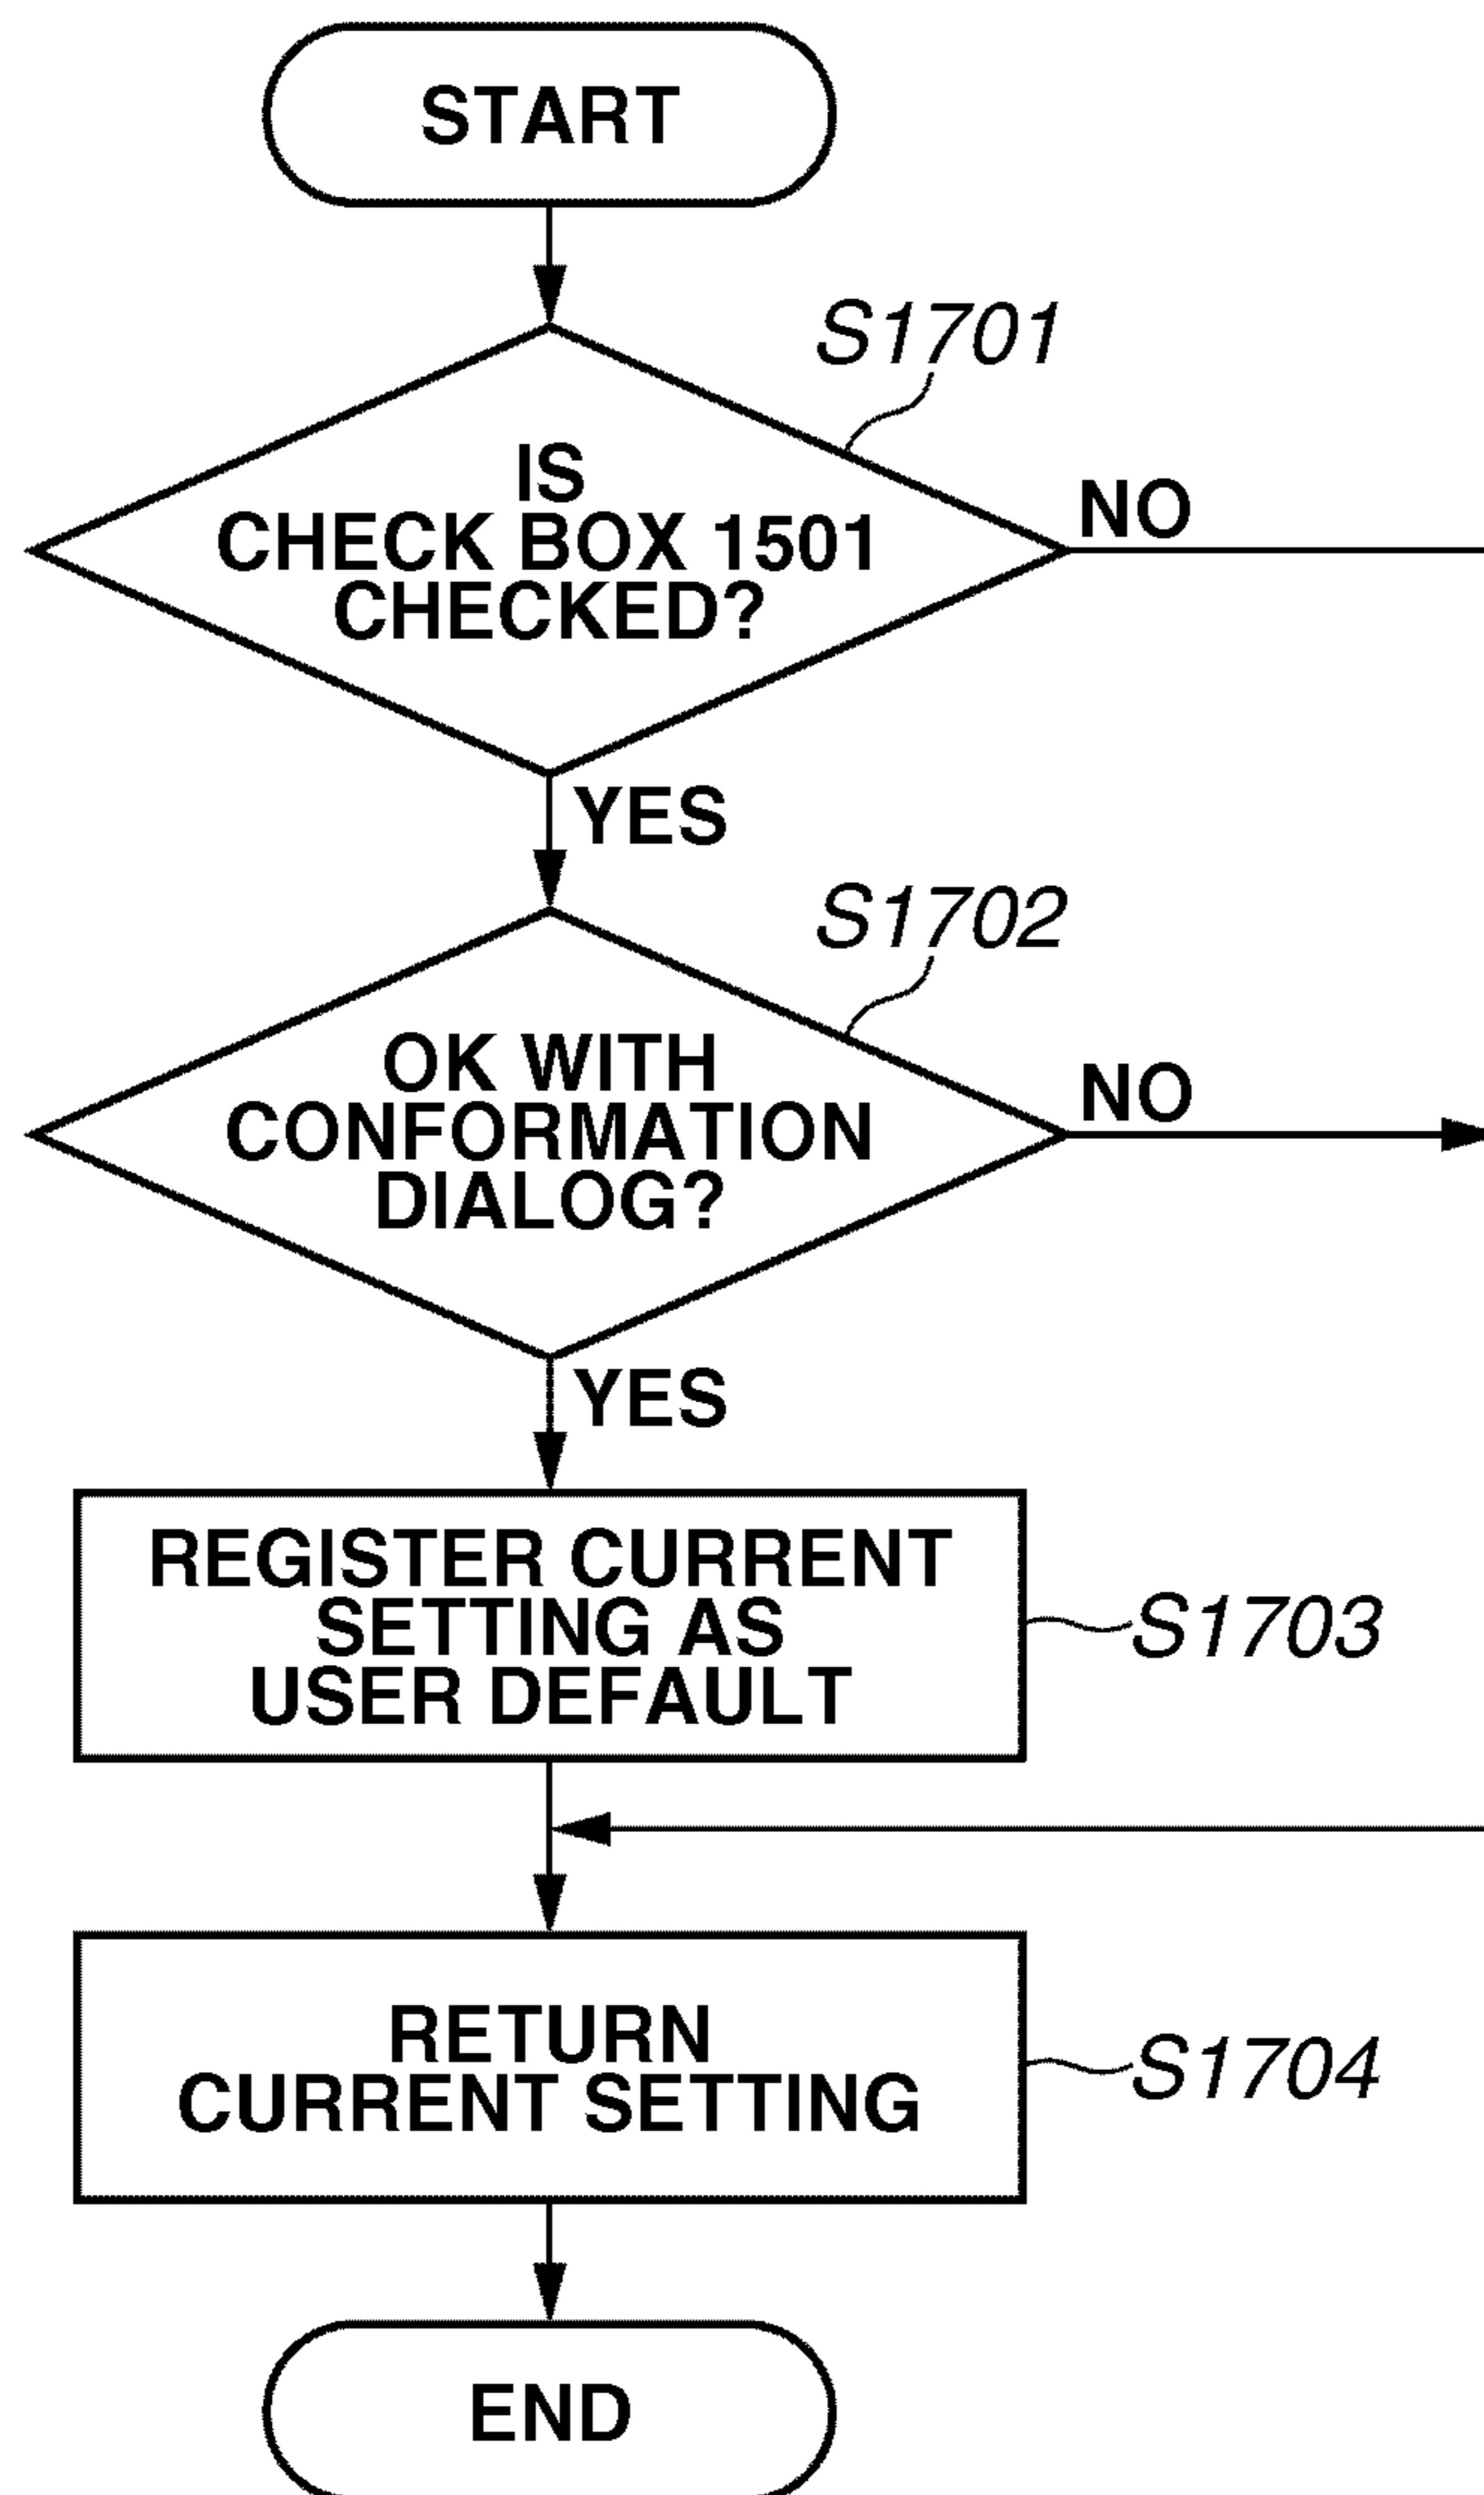 START
S1701
IS
CHECK BOX 1501
CHECKED?
NO
YES
S1702
OK WITH
CONFORMATION
DIALOG?
NO
YES
REGISTER CURRENT
SETTING AS
USER DEFAULT
S1703
RETURN
CURRENT SETTING
S1704
END